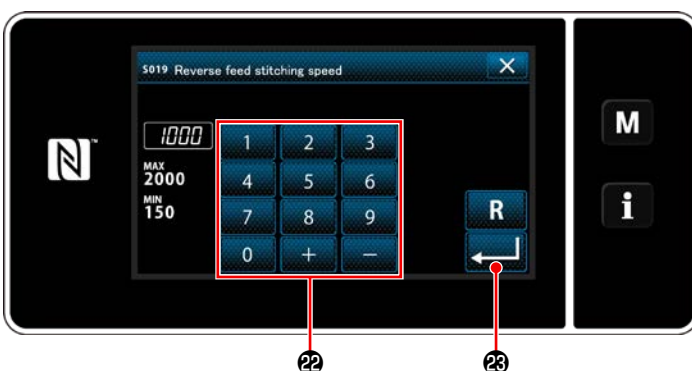 S019 Reverse feed stitching speed
1000
MAX
2000
MIN
150
1 2 3
4 5 6
7 8 9
0 + −
R
M
i
N
™
㉒ ㉓